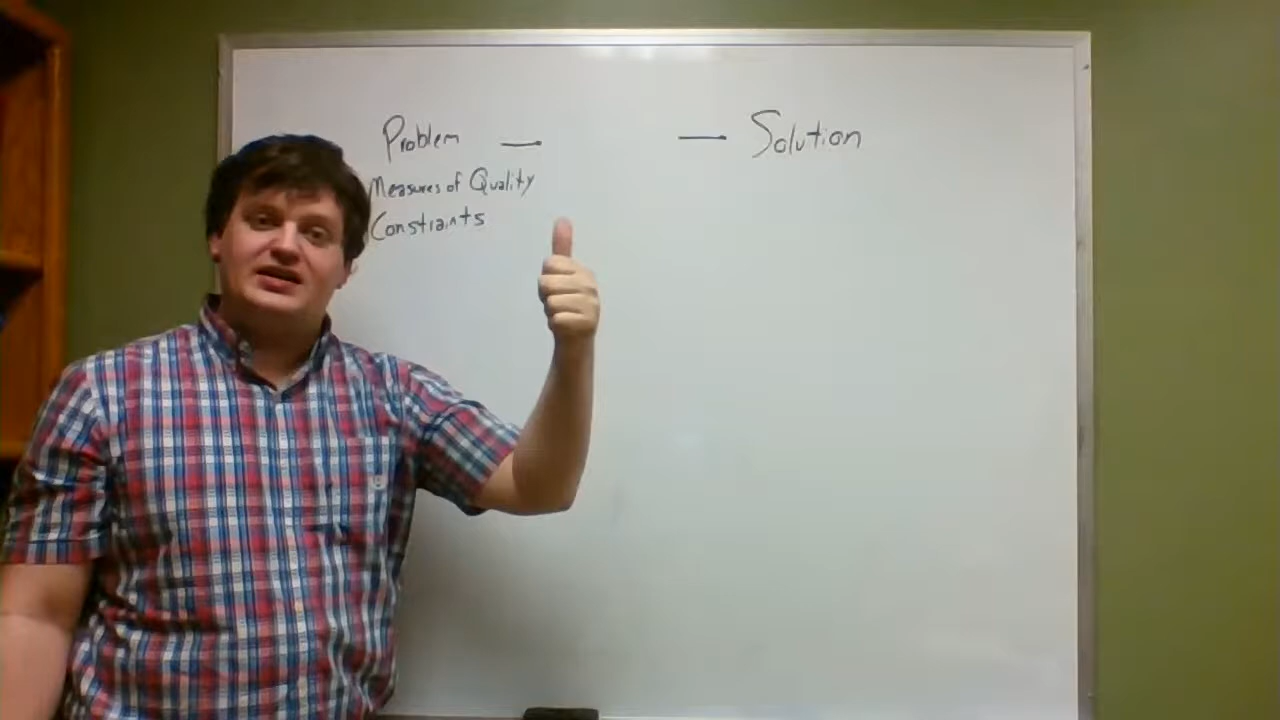 Problem — — Solution
Measures of Quality
Constraints